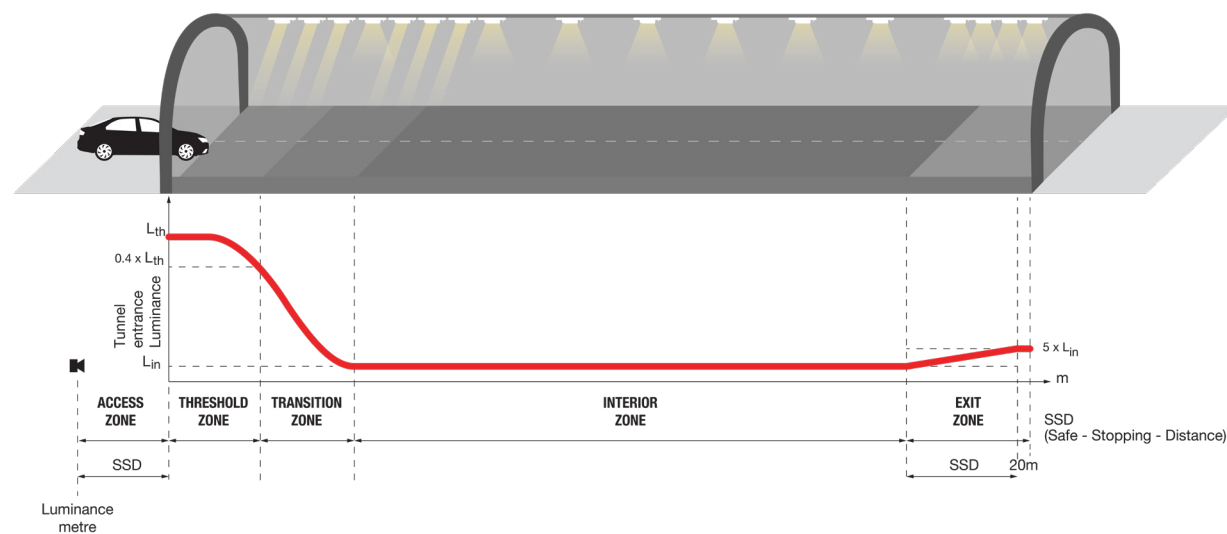 Lth
0.4 x Lth
Tunnel
entrance
Luminance
Lin
5 x Lin
m
ACCESS
ZONE
THRESHOLD
ZONE
TRANSITION
ZONE
INTERIOR
ZONE
EXIT
ZONE
SSD
(Safe - Stopping - Distance)
SSD
SSD
20m
Luminance
metre